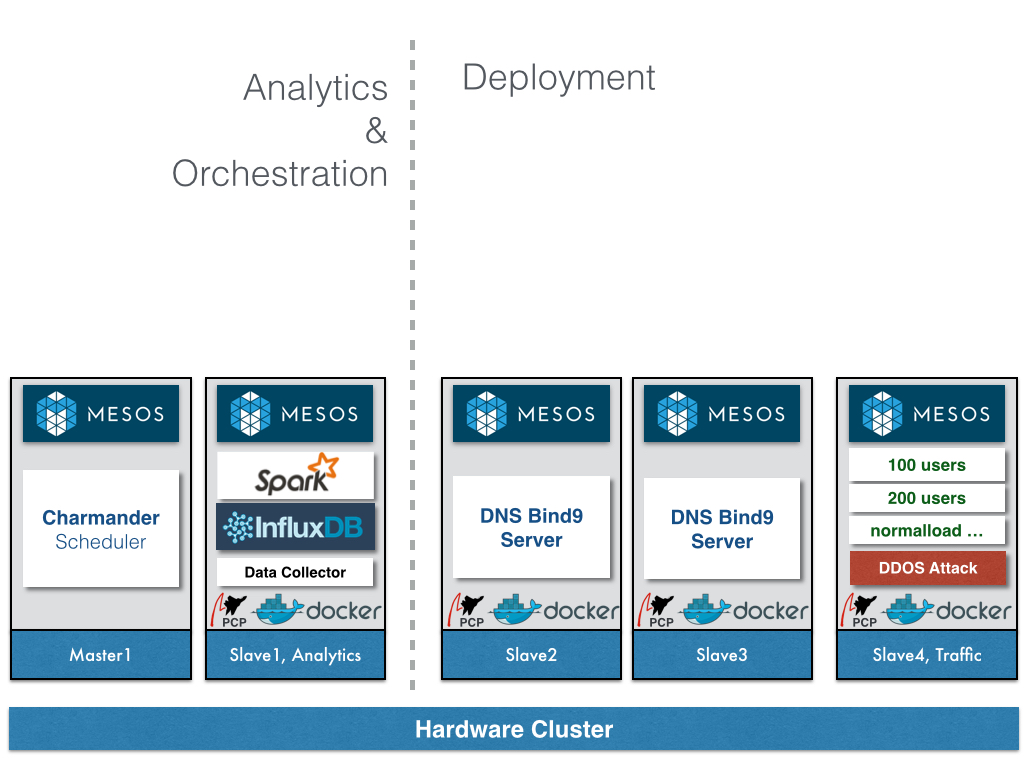 Analytics
&
Orchestration
Deployment
MESOS
Charmander
Scheduler
Master1
MESOS
Spark
InfluxDB
Data Collector
PCP docker
Slave1, Analytics
MESOS
DNS Bind9
Server
PCP docker
Slave2
MESOS
DNS Bind9
Server
PCP docker
Slave3
MESOS
100 users
200 users
normalload …
DDOS Attack
PCP docker
Slave4, Traffic
Hardware Cluster